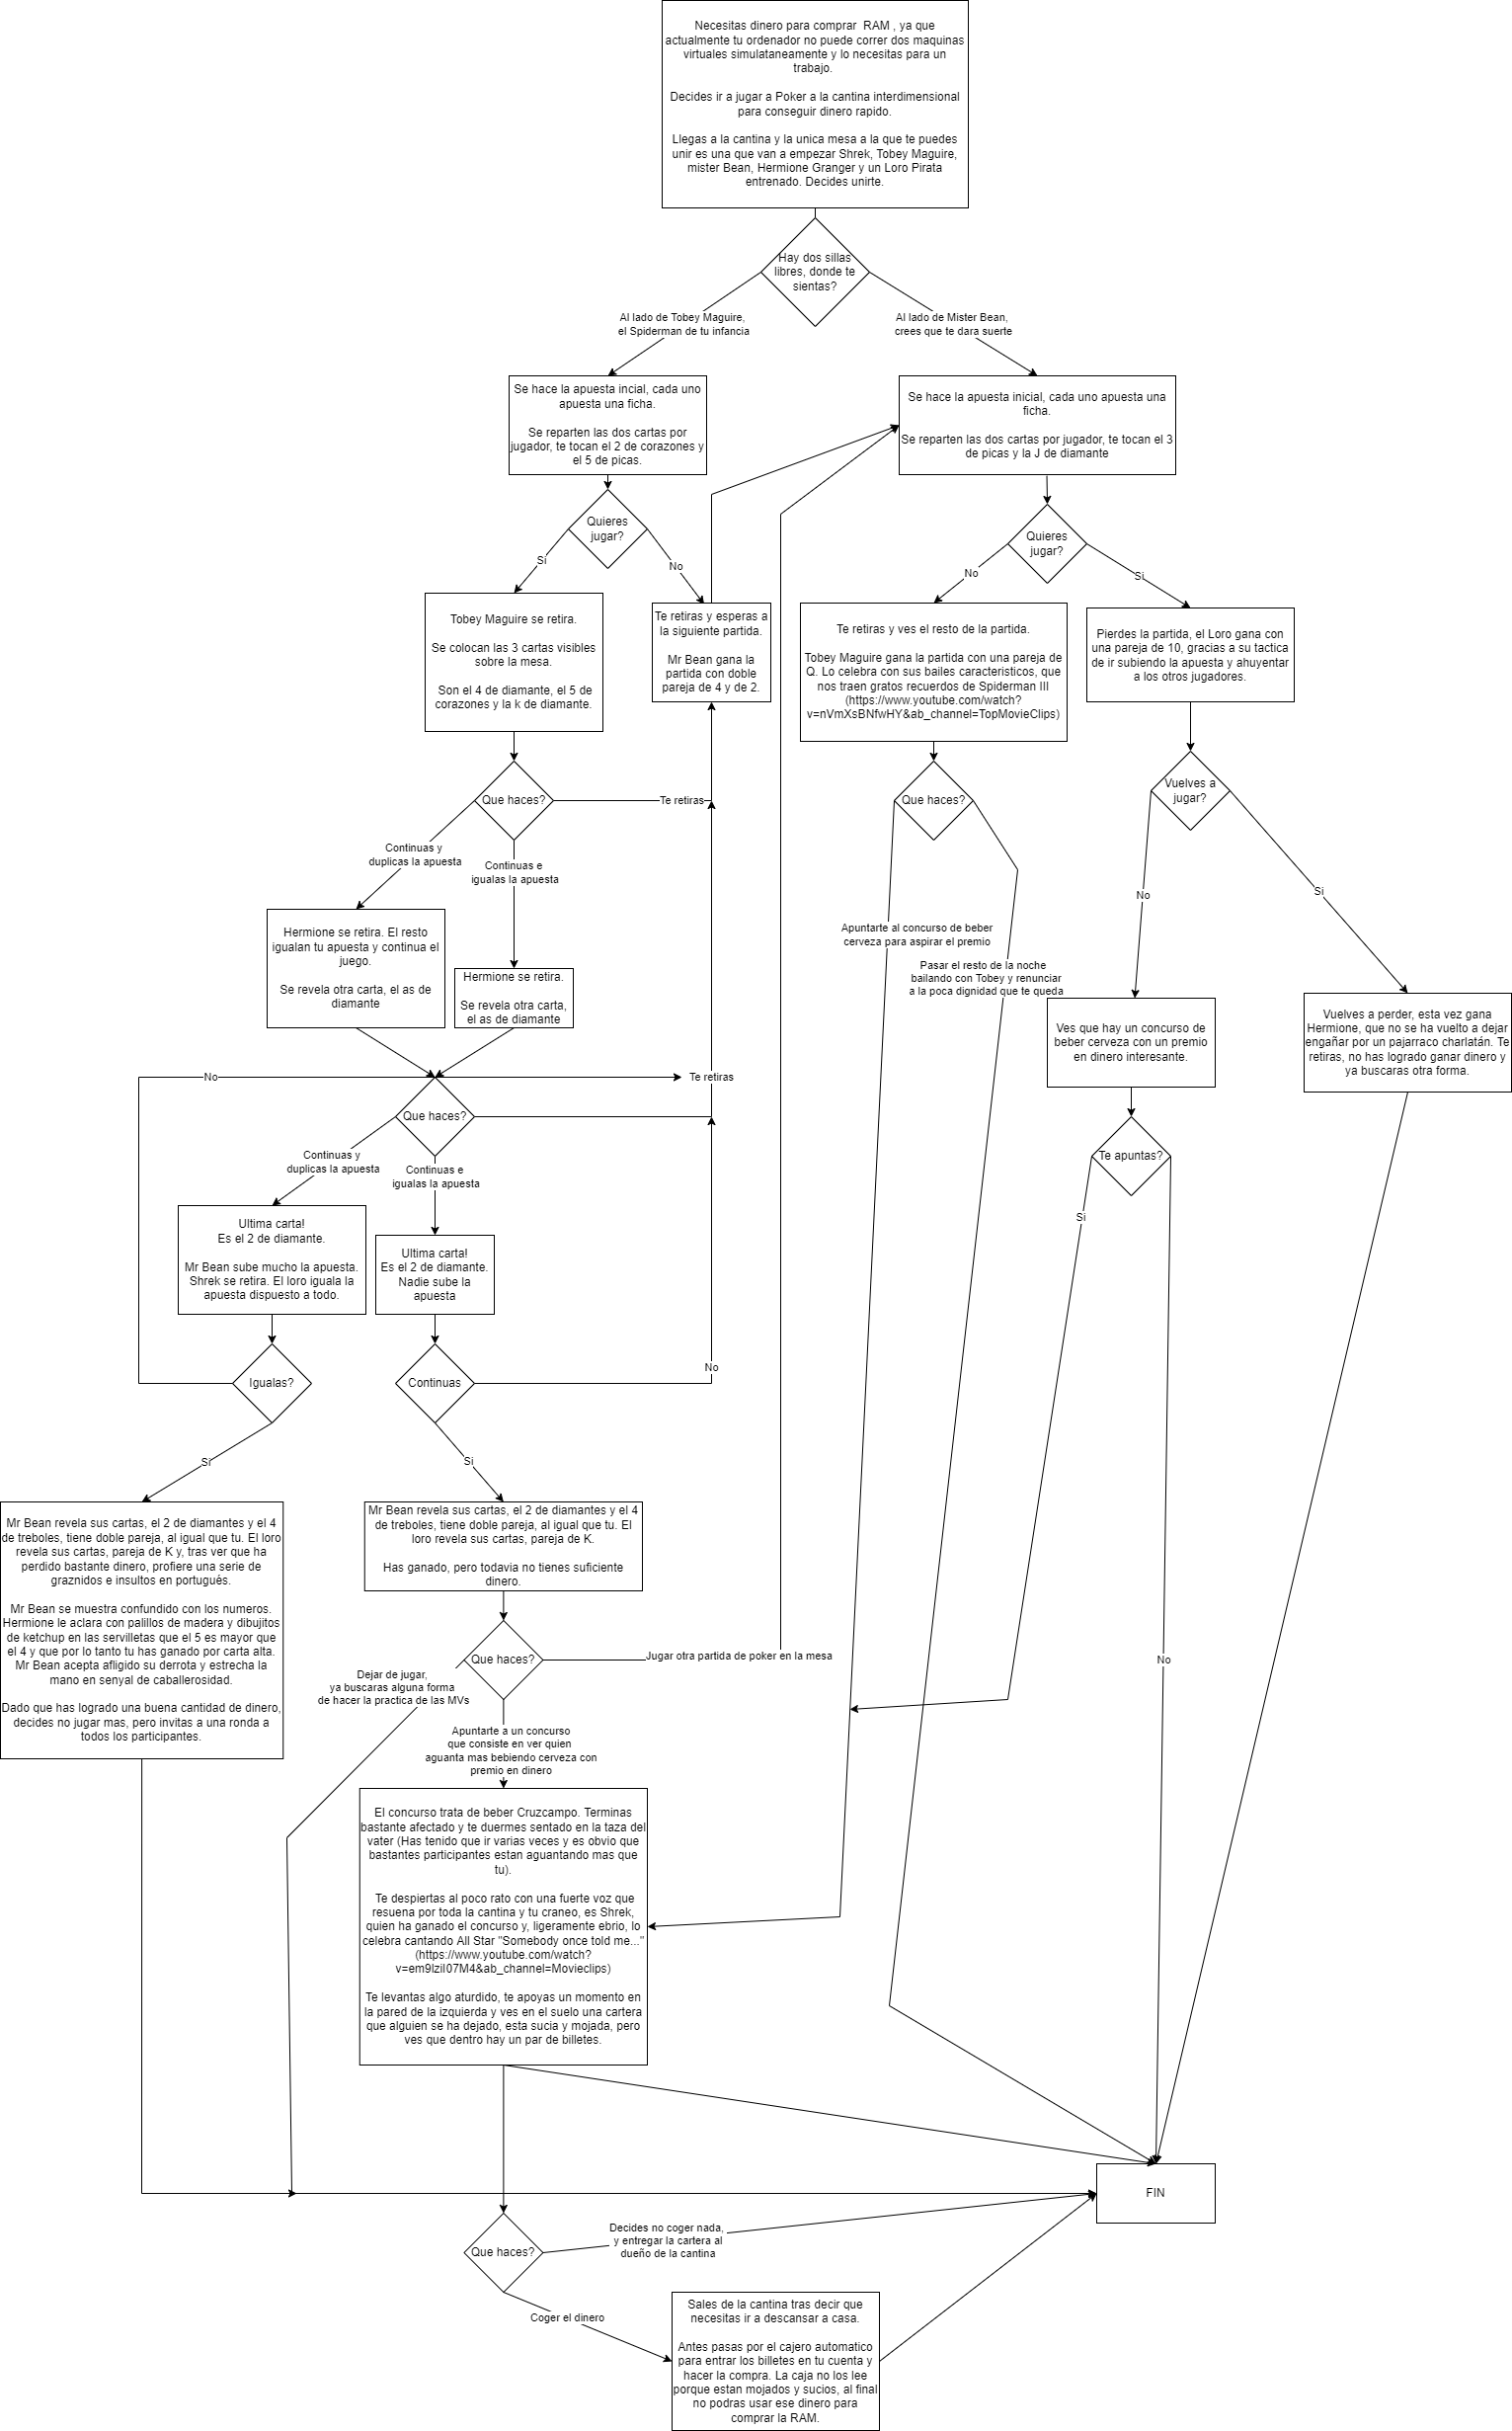 Necesitas dinero para comprar RAM , ya que
actualmente tu ordenador no puede correr dos maquinas
virtuales simulataneamente y lo necesitas para un
trabajo.
Decides ir a jugar a Poker a la cantina interdimensional
para conseguir dinero rapido.
Llegas a la cantina y la unica mesa a la que te puedes
unir es una que van a empezar Shrek, Tobey Maguire,
mister Bean, Hermione Granger y un Loro Pirata
entrenado. Decides unirte.
Hay dos sillas
libres, donde te
sientas?
Al lado de Tobey Maguire,
el Spiderman de tu infancia
Al lado de Mister Bean,
crees que te dara suerte
Se hace la apuesta incial, cada uno
apuesta una ficha.
Se reparten las dos cartas por
jugador, te tocan el 2 de corazones y
el 5 de picas.
Se hace la apuesta inicial, cada uno apuesta una
ficha.
Se reparten las dos cartas por jugador, te tocan el 3
de picas y la J de diamante
Quieres
jugar?
Si
No
Quieres
jugar?
No
Si
Tobey Maguire se retira.
Se colocan las 3 cartas visibles
sobre la mesa.
Son el 4 de diamante, el 5 de
corazones y la k de diamante.
Te retiras y esperas a
la siguiente partida.
Mr Bean gana la
partida con doble
pareja de 4 y de 2.
Te retiras y ves el resto de la partida.
Tobey Maguire gana la partida con una pareja de
Q. Lo celebra con sus bailes caracteristicos, que
nos traen gratos recuerdos de Spiderman III
(https://www.youtube.com/watch?
v=nVmXsBNfwHY&ab_channel=TopMovieClips)
Pierdes la partida, el Loro gana con
una pareja de 10, gracias a su tactica
de ir subiendo la apuesta y ahuyentar
a los otros jugadores.
Que haces?
Te retiras
Que haces?
Vuelves a
jugar?
Continuas y
duplicas la apuesta
Continuas e
igualas la apuesta
No
Si
Apuntarte al concurso de beber
cerveza para aspirar el premio
Pasar el resto de la noche
bailando con Tobey y renunciar
a la poca dignidad que te queda
Hermione se retira. El resto
igualan tu apuesta y continua el
juego.
Se revela otra carta, el as de
diamante
Hermione se retira.
Se revela otra carta,
el as de diamante
Ves que hay un concurso de
beber cerveza con un premio
en dinero interesante.
Vuelves a perder, esta vez gana
Hermione, que no se ha vuelto a dejar
engañar por un pajarraco charlatán. Te
retiras, no has logrado ganar dinero y
ya buscaras otra forma.
No
Te retiras
Que haces?
Te apuntas?
Continuas y
duplicas la apuesta
Continuas e
igualas la apuesta
Si
Ultima carta!
Es el 2 de diamante.
Mr Bean sube mucho la apuesta.
Shrek se retira. El loro iguala la
apuesta dispuesto a todo.
Ultima carta!
Es el 2 de diamante.
Nadie sube la
apuesta
Igualas?
Continuas
No
Si
Si
Mr Bean revela sus cartas, el 2 de diamantes y el 4
de treboles, tiene doble pareja, al igual que tu. El loro
revela sus cartas, pareja de K y, tras ver que ha
perdido bastante dinero, profiere una serie de
graznidos e insultos en portugués.
Mr Bean se muestra confundido con los numeros.
Hermione le aclara con palillos de madera y dibujitos
de ketchup en las servilletas que el 5 es mayor que
el 4 y que por lo tanto tu has ganado por carta alta.
Mr Bean acepta afligido su derrota y estrecha la
mano en senyal de caballerosidad.
Dado que has logrado una buena cantidad de dinero,
decides no jugar mas, pero invitas a una ronda a
todos los participantes.
Mr Bean revela sus cartas, el 2 de diamantes y el 4
de treboles, tiene doble pareja, al igual que tu. El
loro revela sus cartas, pareja de K.
Has ganado, pero todavia no tienes suficiente
dinero.
Que haces?
Jugar otra partida de poker en la mesa
No
Dejar de jugar,
ya buscaras alguna forma
de hacer la practica de las MVs
Apuntarte a un concurso
que consiste en ver quien
aguanta mas bebiendo cerveza con
premio en dinero
El concurso trata de beber Cruzcampo. Terminas
bastante afectado y te duermes sentado en la taza del
vater (Has tenido que ir varias veces y es obvio que
bastantes participantes estan aguantando mas que
tu).
Te despiertas al poco rato con una fuerte voz que
resuena por toda la cantina y tu craneo, es Shrek,
quien ha ganado el concurso y, ligeramente ebrio, lo
celebra cantando All Star "Somebody once told me..."
(https://www.youtube.com/watch?
v=em9lziI07M4&ab_channel=Movieclips)
Te levantas algo aturdido, te apoyas un momento en
la pared de la izquierda y ves en el suelo una cartera
que alguien se ha dejado, esta sucia y mojada, pero
ves que dentro hay un par de billetes.
FIN
Que haces?
Decides no coger nada,
y entregar la cartera al
dueño de la cantina
Coger el dinero
Sales de la cantina tras decir que
necesitas ir a descansar a casa.
Antes pasas por el cajero automatico
para entrar los billetes en tu cuenta y
hacer la compra. La caja no los lee
porque estan mojados y sucios, al final
no podras usar ese dinero para
comprar la RAM.